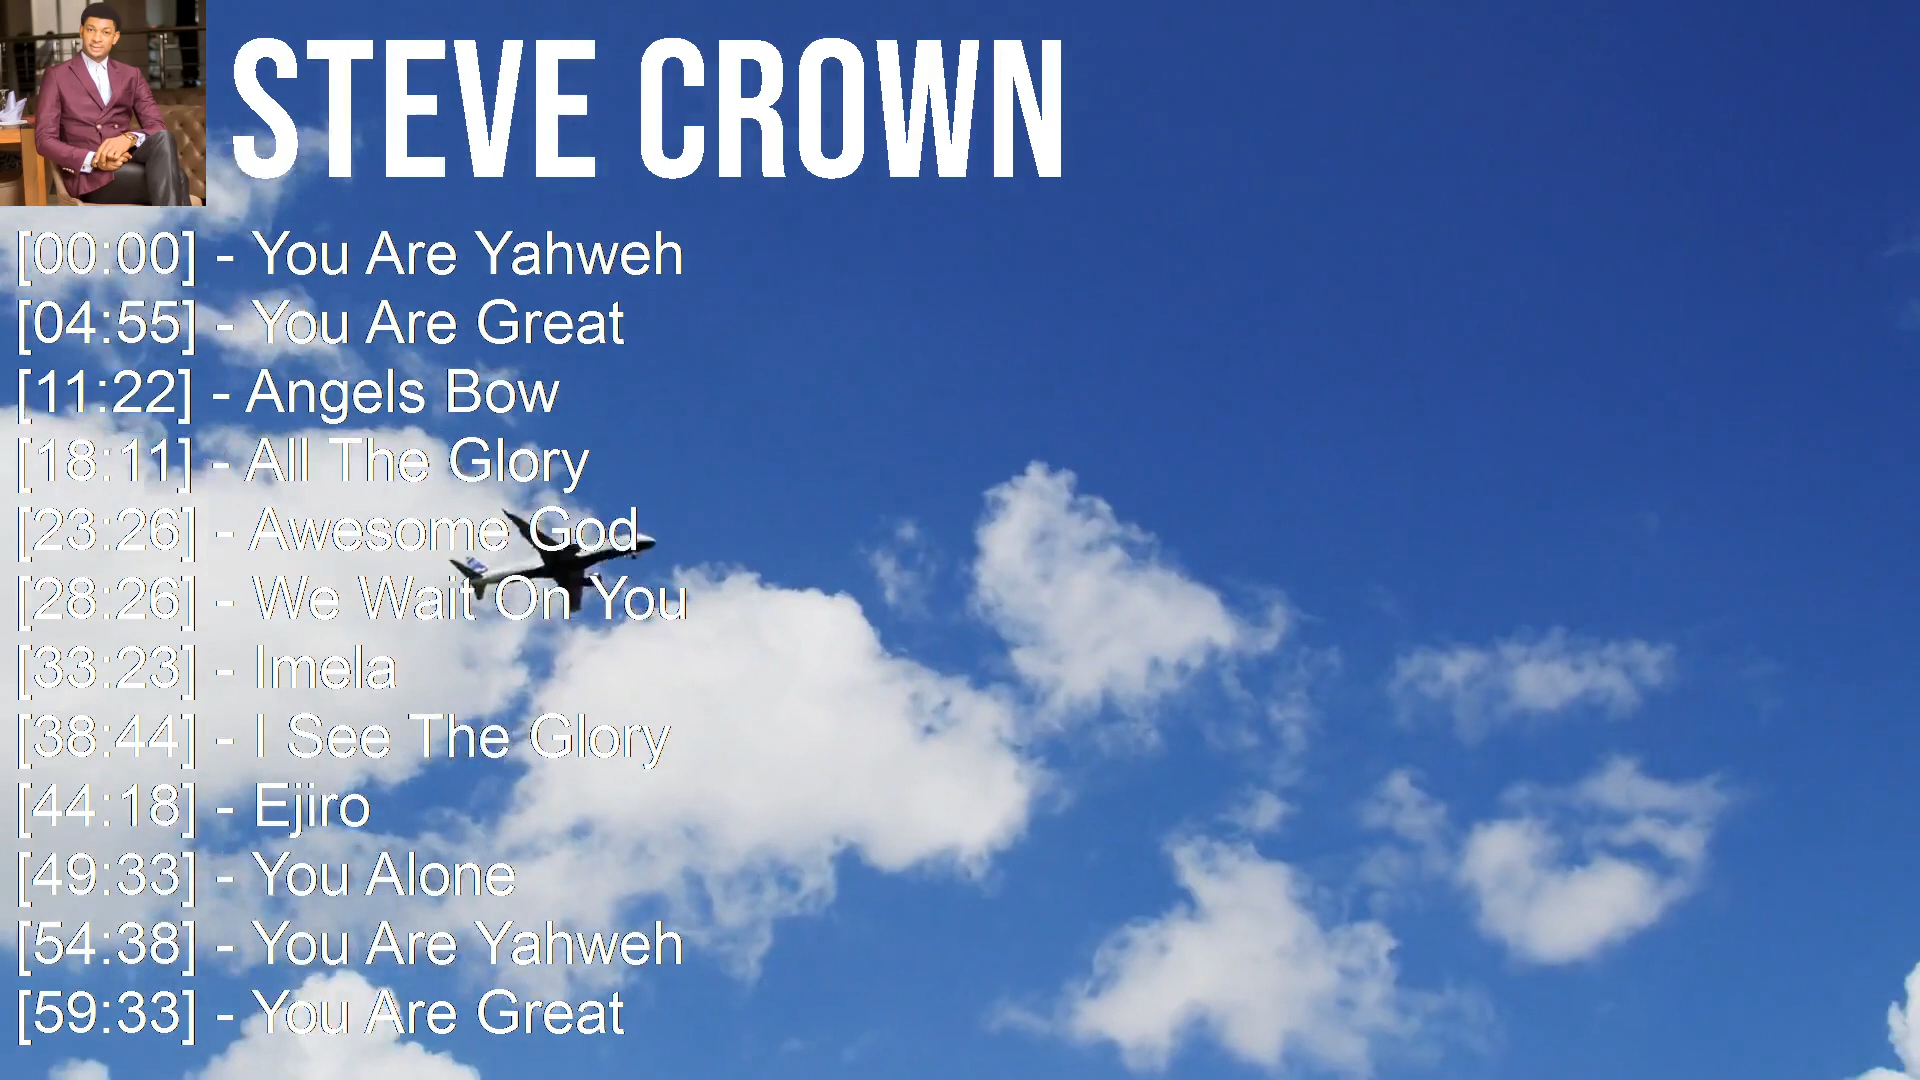 STEVE CROWN
[00:00] - You Are Yahweh
[04:55] - You Are Great
[11:22] - Angels Bow
[18:11] - All The Glory
[23:26] - Awesome God
[28:26] - We Wait On You
[33:23] - Imela
[38:44] - I See The Glory
[44:18] - Ejiro
[49:33] - You Alone
[54:38] - You Are Yahweh
[59:33] - You Are Great